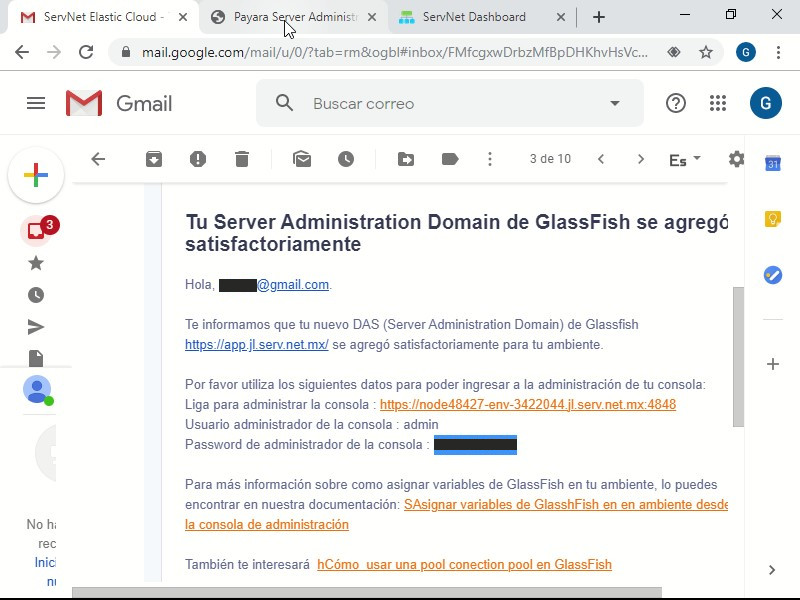 ServNet Elastic Cloud -
Payara Server Administr
ServNet Dashboard
mail.google.com/mail/u/0/?tab=rm&ogbl#inbox/FMfcgxwDrbzMfBpDHKhvHsVc...
G
Gmail
Buscar correo
G
3 de 10
Es
31
3
Tu Server Administration Domain de GlassFish se agregó
satisfactoriamente
Hola, @gmail.com.
Te informamos que tu nuevo DAS (Server Administration Domain) de Glassfish
https://app.jl.serv.net.mx/ se agregó satisfactoriamente para tu ambiente.
Por favor utiliza los siguientes datos para poder ingresar a la administración de tu consola:
Liga para administrar la consola : https://node48427-env-3422044.jl.serv.net.mx:4848
Usuario administrador de la consola : admin
Password de administrador de la consola :
Para más información sobre como asignar variables de GlassFish en tu ambiente, lo puedes
encontrar en nuestra documentación: SAsignar variables de GlasshFish en en ambiente desde
la consola de administración
También te interesará hCómo usar una pool conection pool en GlassFish
No ha
rec
Inici
nu